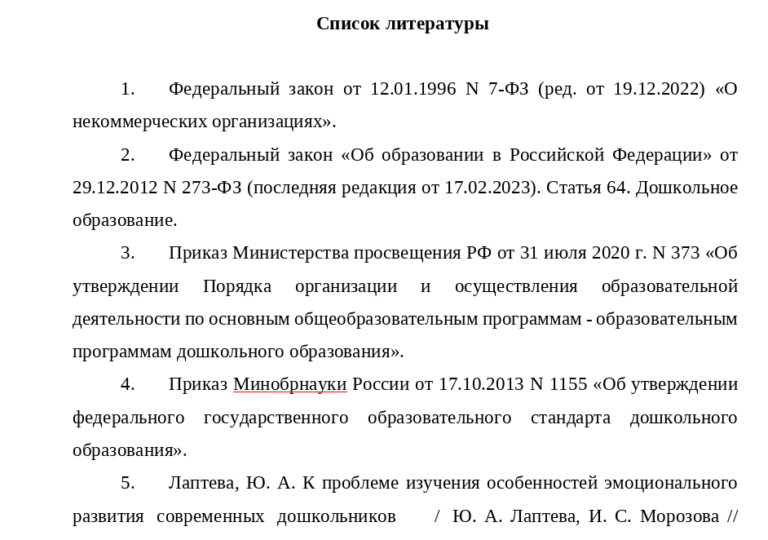 Список литературы
1. Федеральный закон от 12.01.1996 N 7-ФЗ (ред. от 19.12.2022) «О
некоммерческих организациях».
2. Федеральный закон «Об образовании в Российской Федерации» от
29.12.2012 N 273-ФЗ (последняя редакция от 17.02.2023). Статья 64. Дошкольное
образование.
3. Приказ Министерства просвещения РФ от 31 июля 2020 г. N 373 «Об
утверждении Порядка организации и осуществления образовательной
деятельности по основным общеобразовательным программам - образовательным
программам дошкольного образования».
4. Приказ Минобрнауки России от 17.10.2013 N 1155 «Об утверждении
федерального государственного образовательного стандарта дошкольного
образования».
5. Лаптева, Ю. А. К проблеме изучения особенностей эмоционального
развития современных дошкольников / Ю. А. Лаптева, И. С. Морозова //